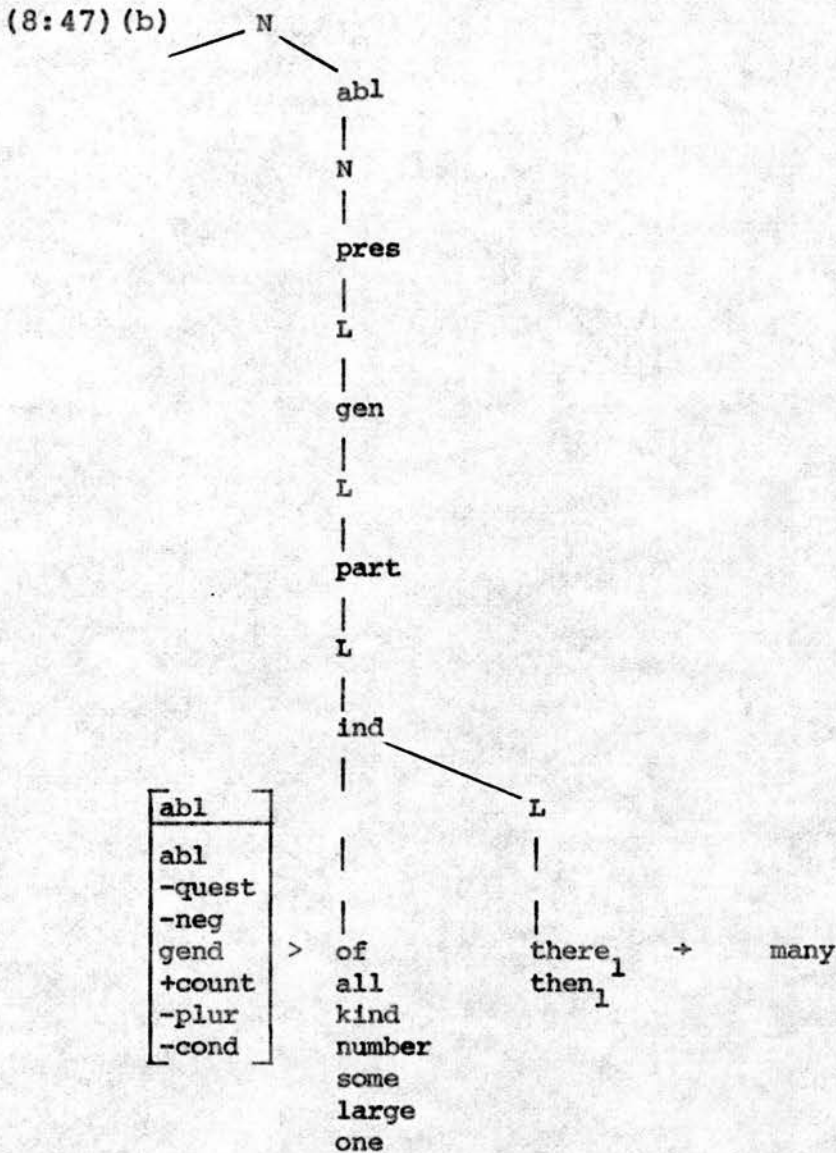 (8:47)(b) N
abl
N
pres
L
gen
L
part
L
ind
abl L
abl
-quest
-neg
gend > of there1 → many
+count all then1
-plur kind
-cond number
some
large
one